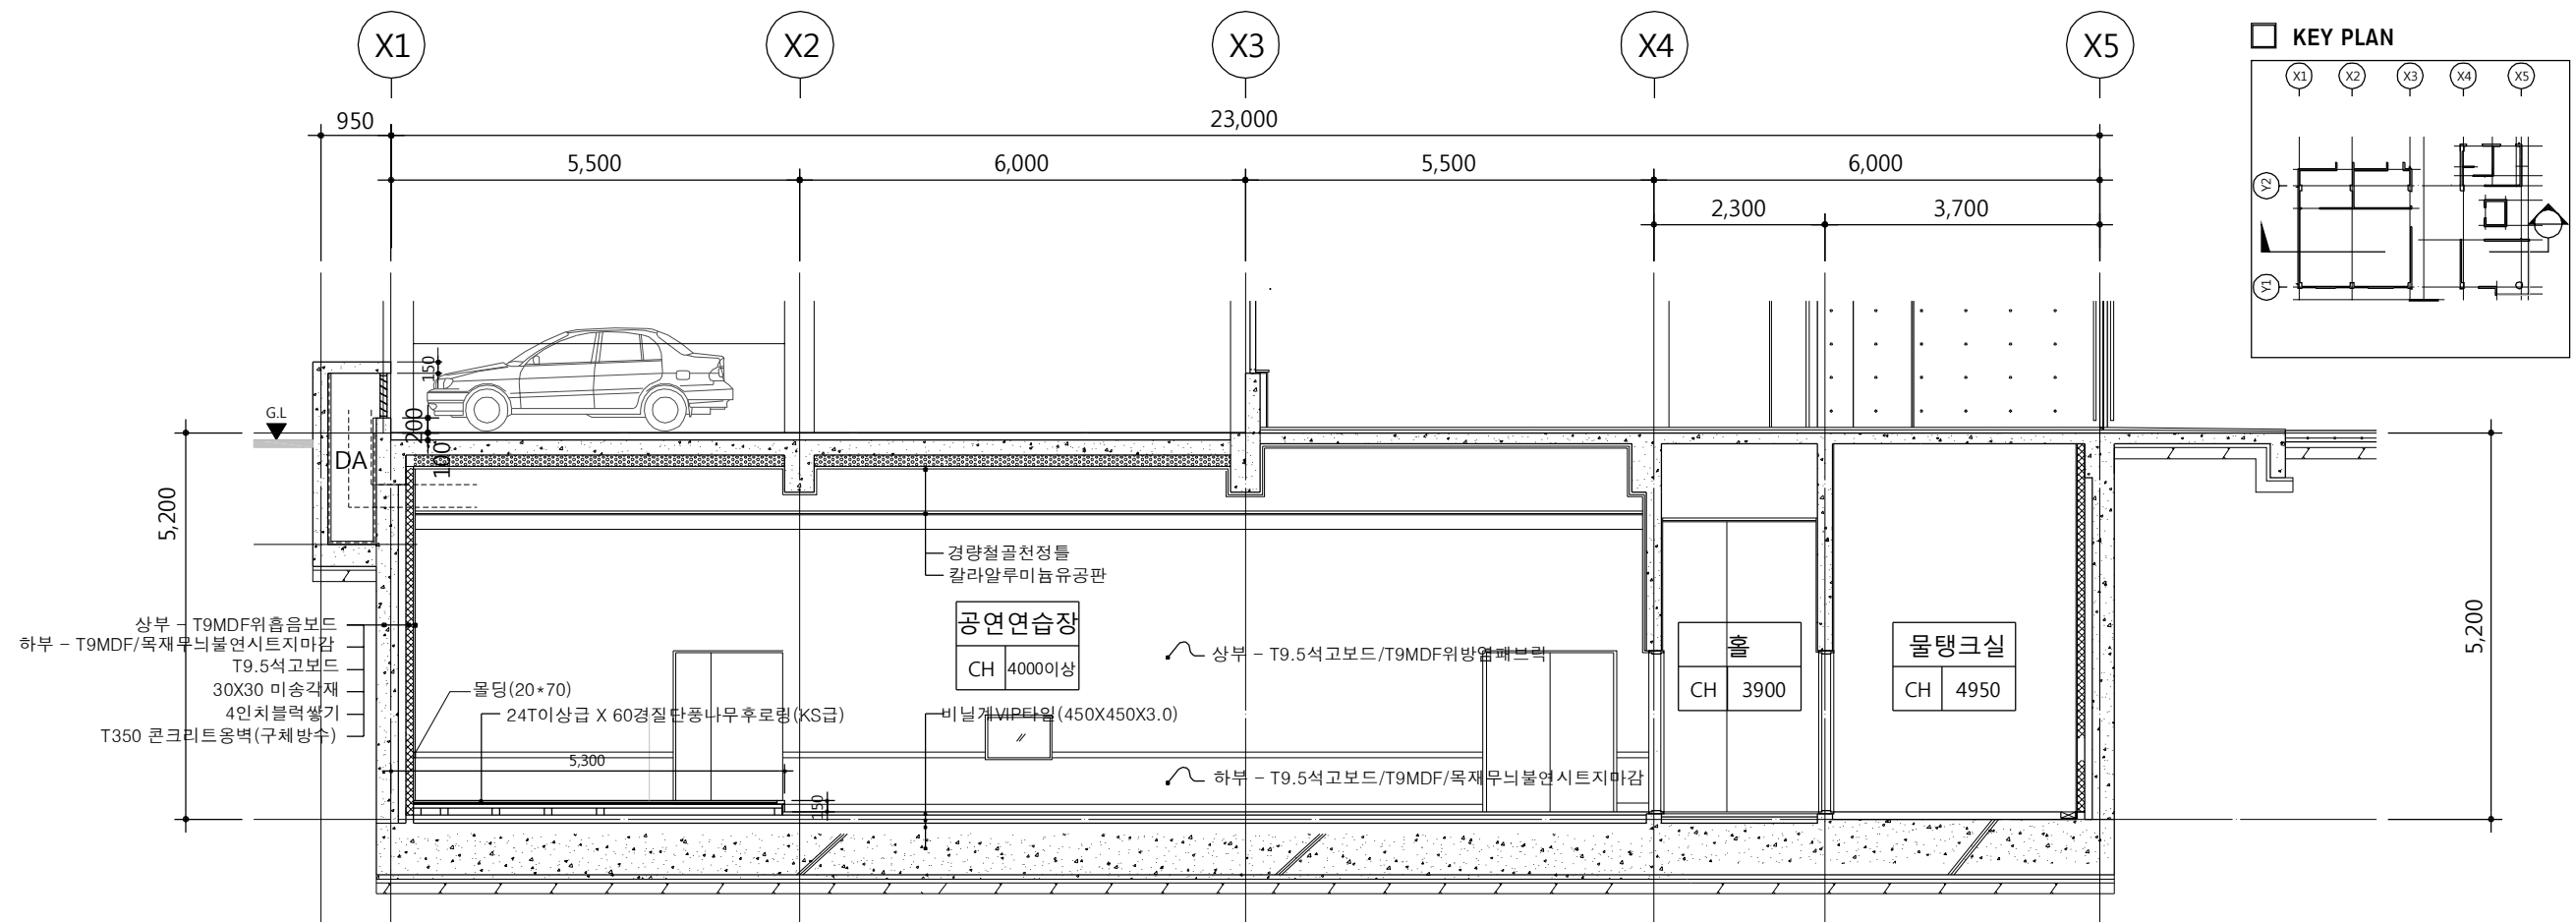 X1
X2
X3
X4
X5
KEY PLAN
X1
X2
X3
X4
X5
Y2
Y1
950
23,000
5,500
6,000
5,500
6,000
2,300
3,700
150
G.L
200
100
DA
5,200
5,200
경량철골천정틀
칼라알루미늄유공판
공연연습장
CH 4000이상
홀
CH 3900
물탱크실
CH 4950
상부 – T9MDF위흡음보드
하부 – T9MDF/목재무늬불연시트지마감
T9.5석고보드
30X30 미송각재
4인치블럭쌓기
T350 콘크리트옹벽(구체방수)
몰딩(20*70)
24T이상급 X 60경질단풍나무후로링(KS급)
비닐계VIP타일(450X450X3.0)
상부 – T9.5석고보드/T9MDF위방염패브릭
하부 – T9.5석고보드/T9MDF/목재무늬불연시트지마감
5,300
150